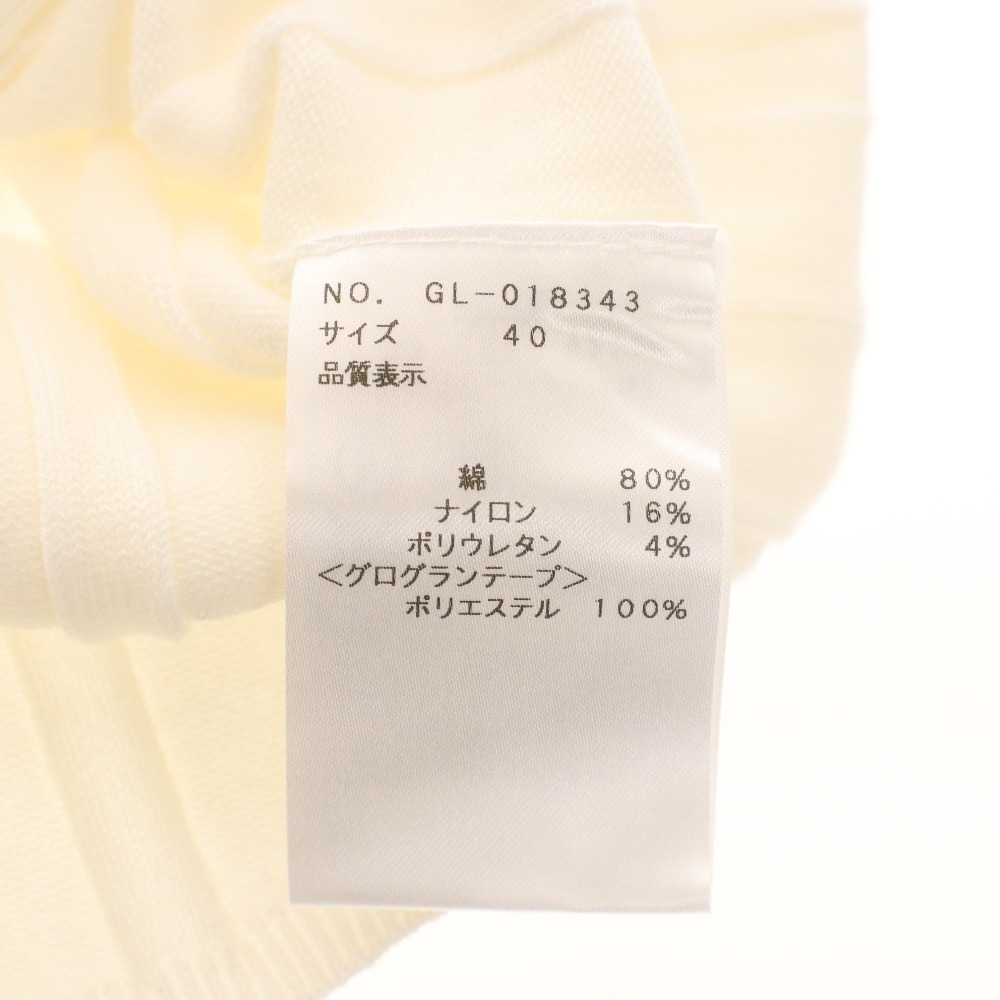 NO. GL-018343
サイズ 40
品質表示
綿 80%
ナイロン 16%
ポリウレタン 4%
<グログランテープ>
ポリエステル 100%